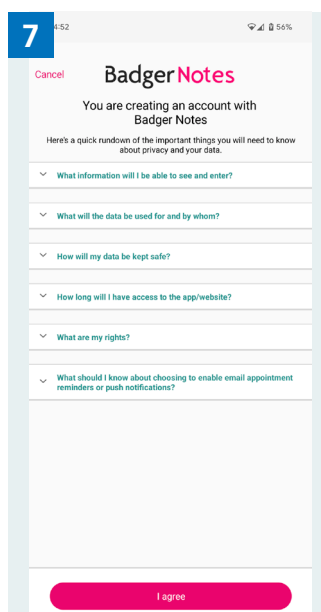 7
4:52
56%
Cancel
BadgerNotes
You are creating an account with
Badger Notes
Here's a quick rundown of the important things you will need to know
about privacy and your data.
What information will I be able to see and enter?
What will the data be used for and by whom?
How will my data be kept safe?
How long will I have access to the app/website?
What are my rights?
What should I know about choosing to enable email appointment
reminders or push notifications?
I agree